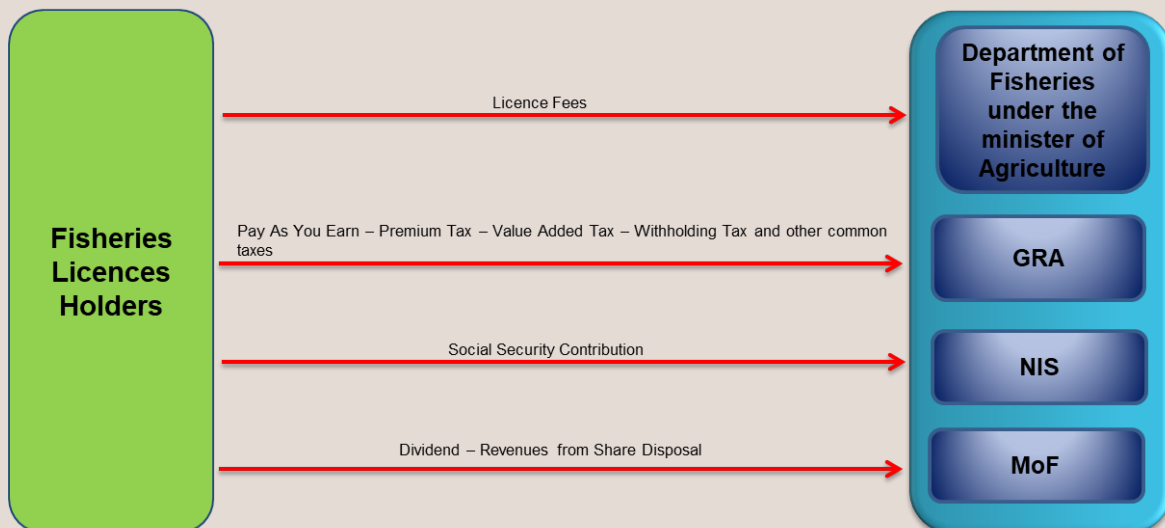 Fisheries
Licences
Holders
Licence Fees
Department of
Fisheries
under the
minister of
Agriculture
Pay As You Earn – Premium Tax – Value Added Tax – Withholding Tax and other common
taxes
GRA
Social Security Contribution
NIS
Dividend – Revenues from Share Disposal
MoF